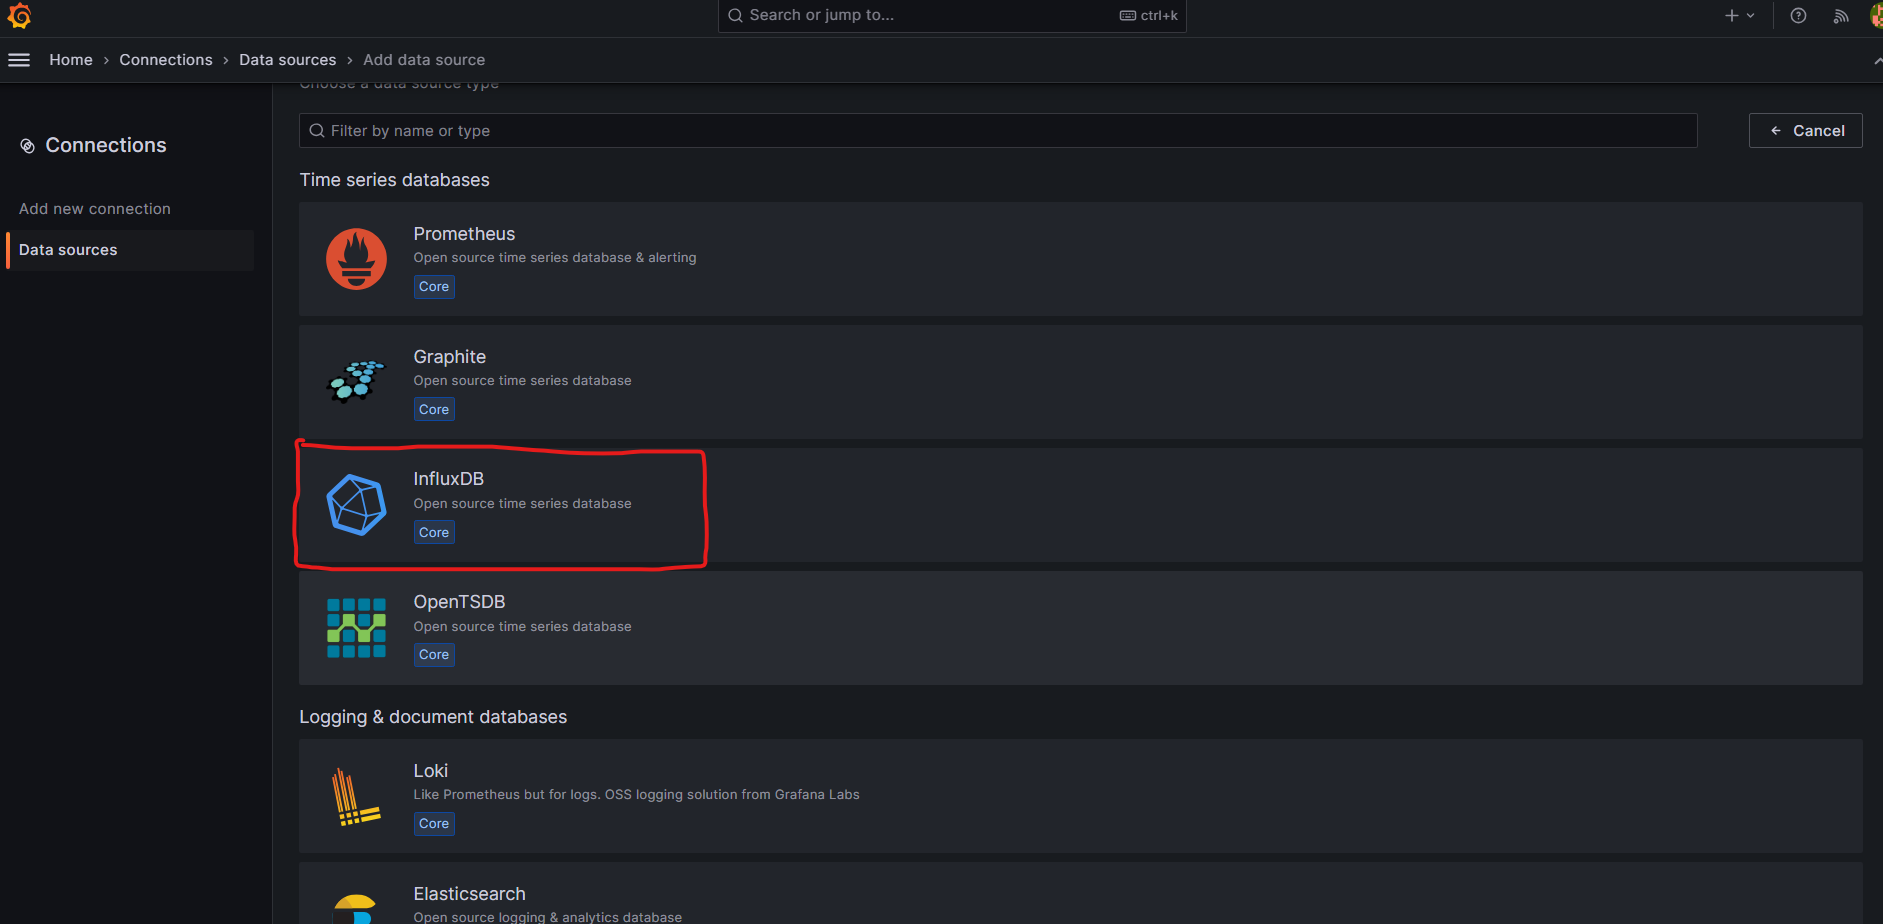 Search or jump to... ctrl+k
Home › Connections › Data sources › Add data source
Choose a data source type
Connections
Add new connection
Data sources
Filter by name or type
Cancel
Time series databases
Prometheus
Open source time series database & alerting
Core
Graphite
Open source time series database
Core
InfluxDB
Open source time series database
Core
OpenTSDB
Open source time series database
Core
Logging & document databases
Loki
Like Prometheus but for logs. OSS logging solution from Grafana Labs
Core
Elasticsearch
Open source logging & analytics database